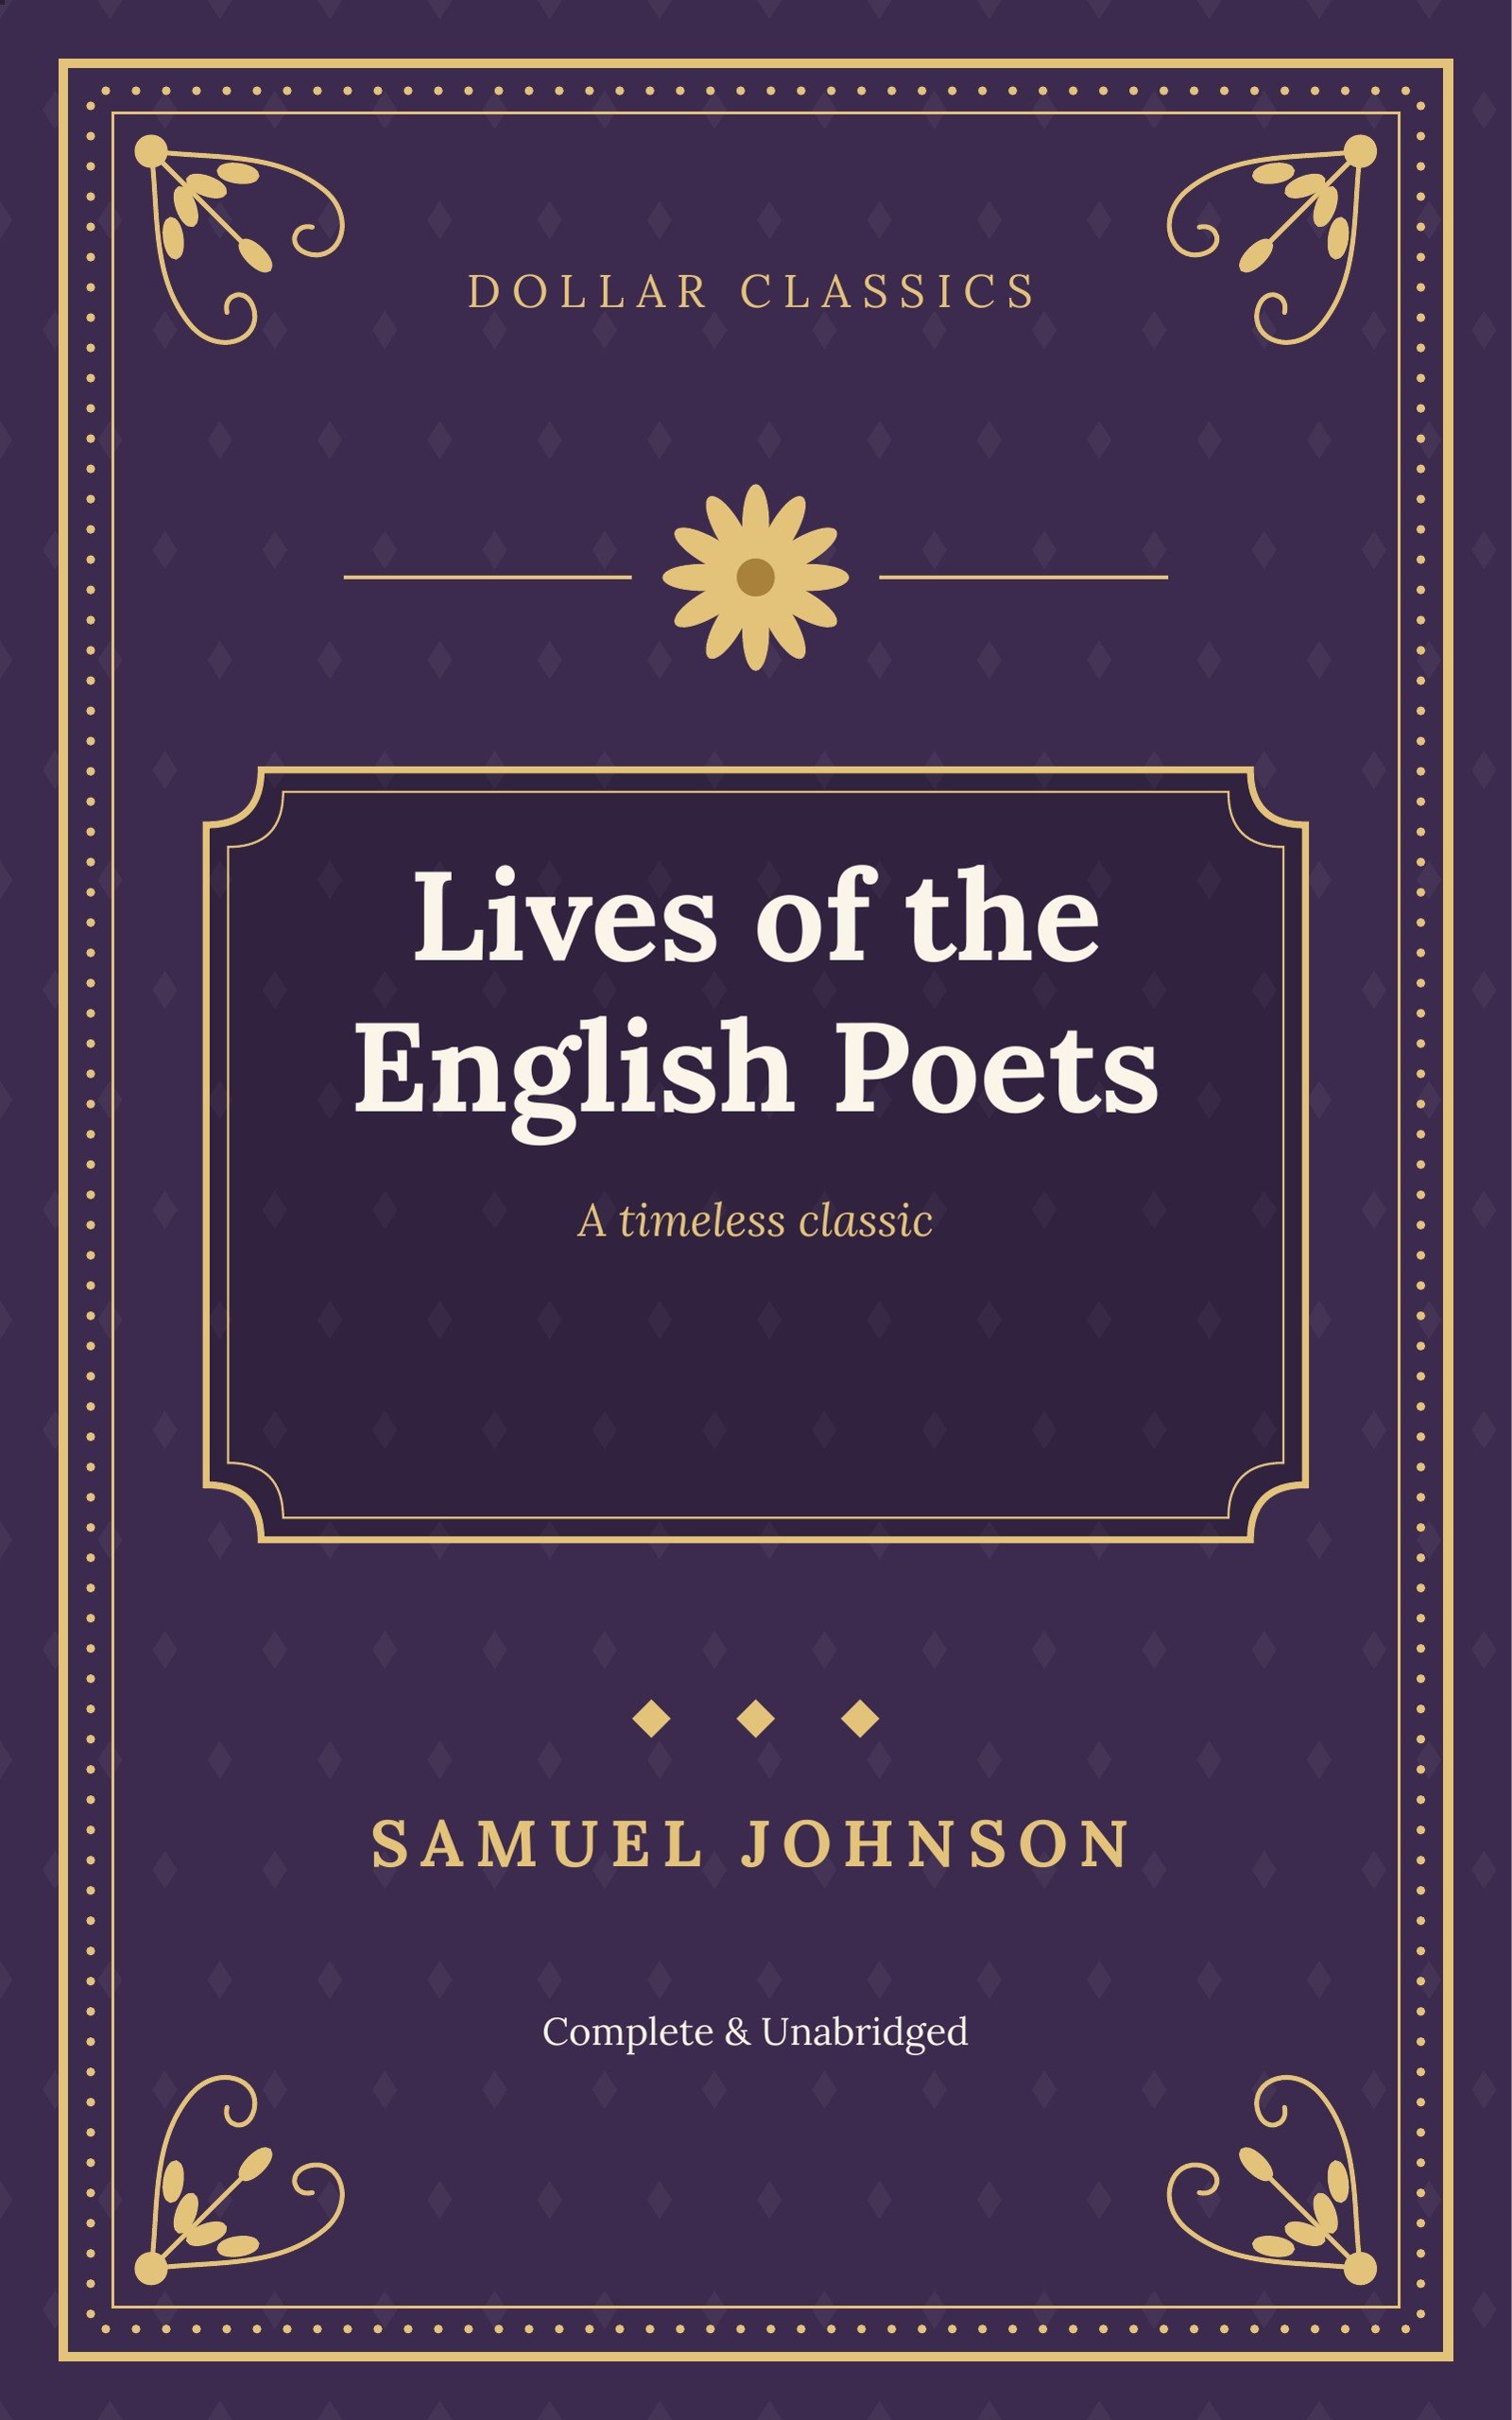 DOLLAR CLASSICS
Lives of the
English Poets
A timeless classic
SAMUEL JOHNSON
Complete & Unabridged